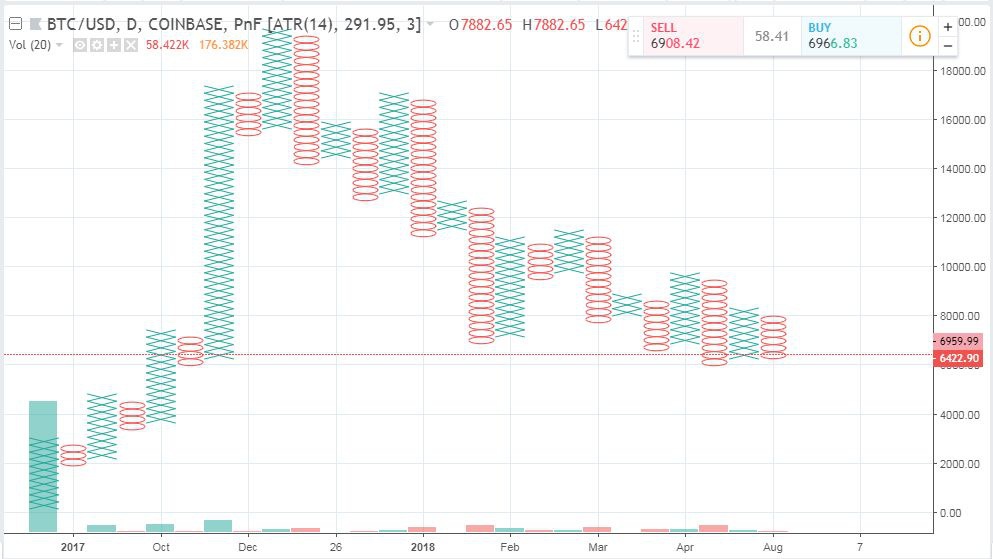 BTC/USD, D, COINBASE, PnF [ATR(14), 291.95, 3] O7882.65 H7882.65 L642
Vol (20) 58.422K 176.382K
SELL
6908.42
58.41
BUY
6966.83
18000.00
16000.00
14000.00
12000.00
10000.00
8000.00
6959.99
6422.90
4000.00
2000.00
0.00
2017 Oct Dec 26 2018 Feb Mar Apr Aug 7